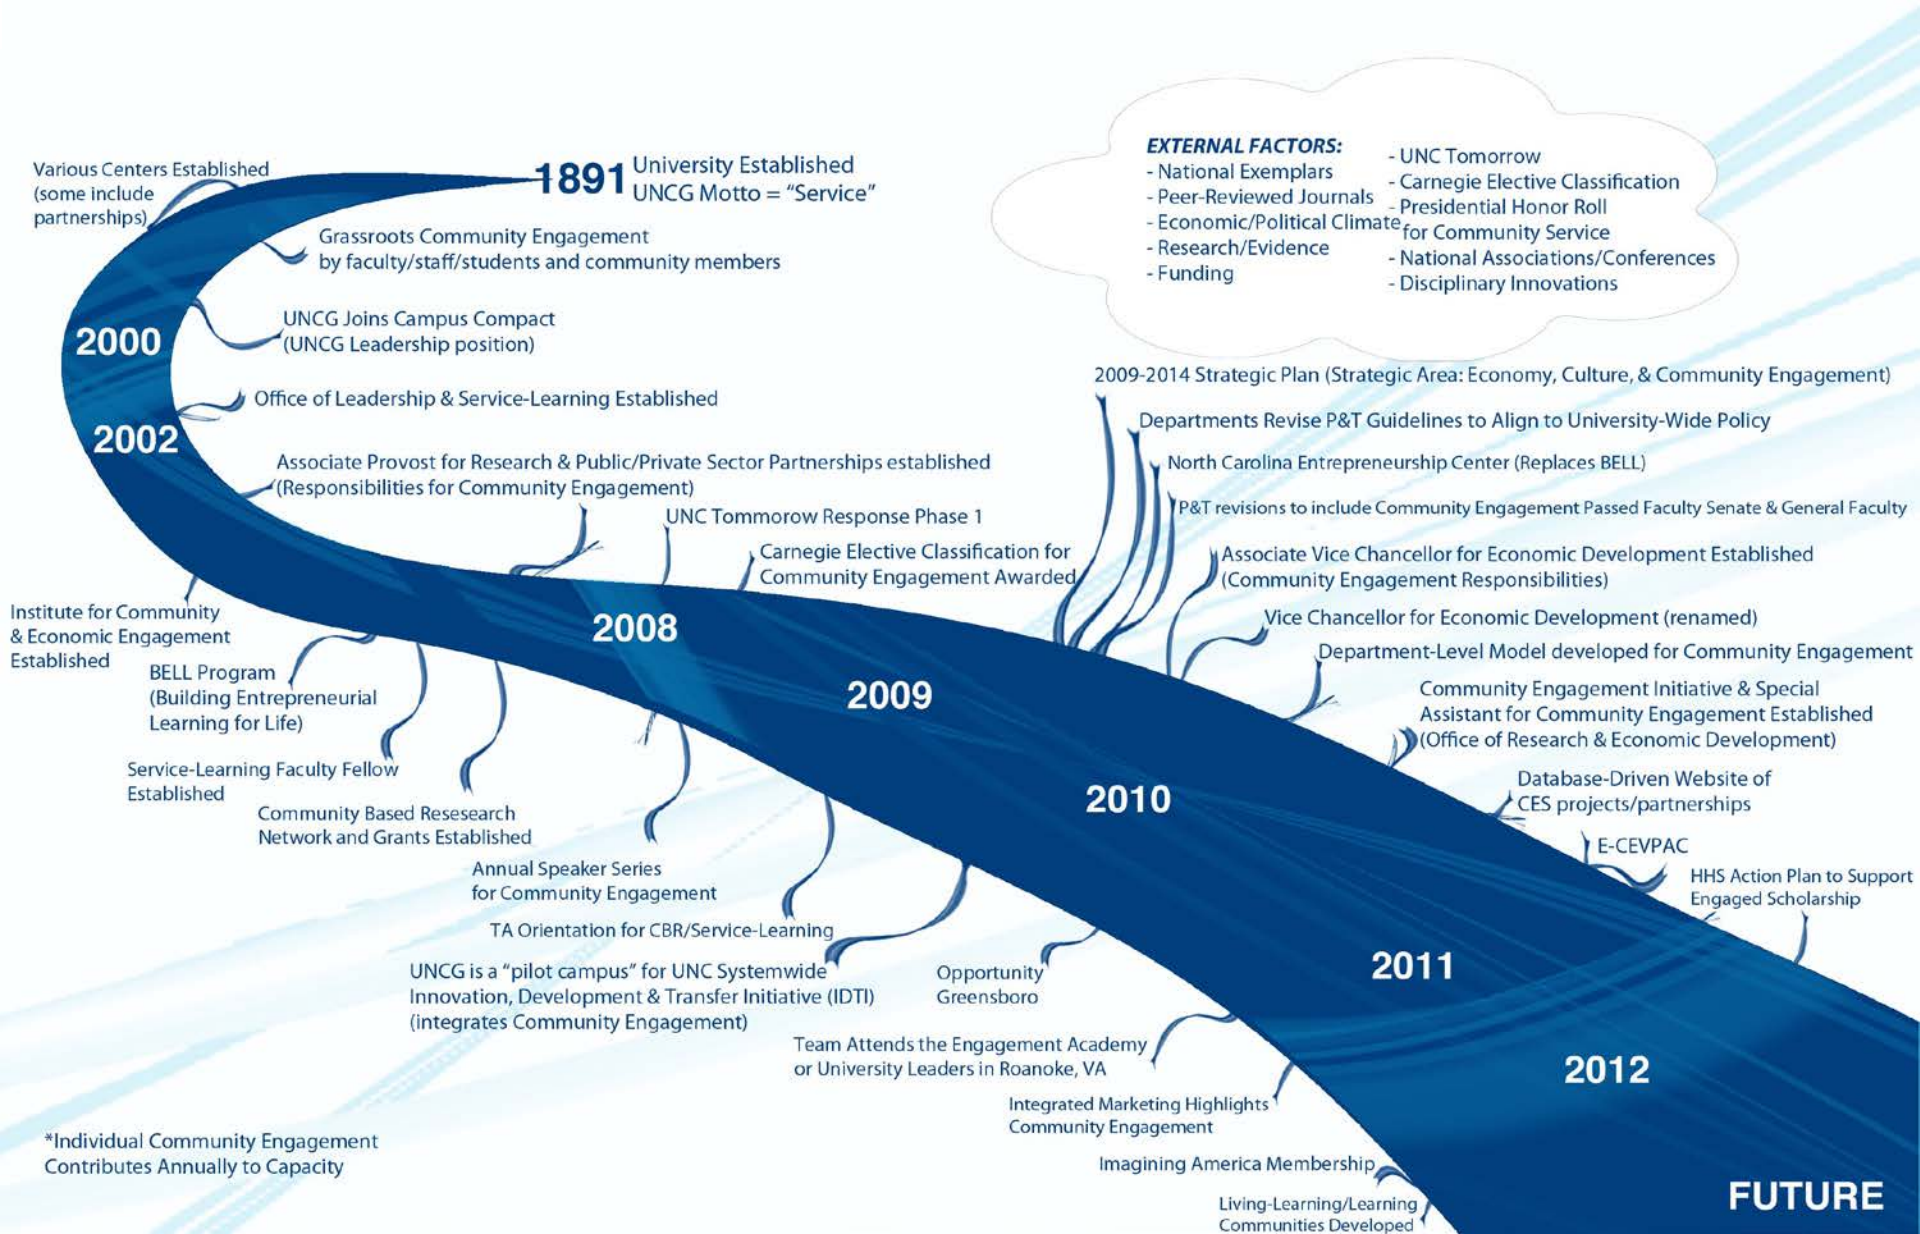 1891
University Established
UNCG Motto = "Service"
Various Centers Established
(some include
partnerships)
Grassroots Community Engagement
by faculty/staff/students and community members
EXTERNAL FACTORS:
- National Exemplars
- Peer-Reviewed Journals
- Economic/Political Climate
- Research/Evidence
- Funding
- UNC Tomorrow
- Carnegie Elective Classification
- Presidential Honor Roll
for Community Service
- National Associations/Conferences
- Disciplinary Innovations
2000
UNCG Joins Campus Compact
(UNCG Leadership position)
Office of Leadership & Service-Learning Established
2002
Associate Provost for Research & Public/Private Sector Partnerships established
(Responsibilities for Community Engagement)
UNC Tommorow Response Phase 1
Carnegie Elective Classification for
Community Engagement Awarded
2009-2014 Strategic Plan (Strategic Area: Economy, Culture, & Community Engagement)
Departments Revise P&T Guidelines to Align to University-Wide Policy
North Carolina Entrepreneurship Center (Replaces BELL)
P&T revisions to include Community Engagement Passed Faculty Senate & General Faculty
Associate Vice Chancellor for Economic Development Established
(Community Engagement Responsibilities)
Vice Chancellor for Economic Development (renamed)
Department-Level Model developed for Community Engagement
Community Engagement Initiative & Special
Assistant for Community Engagement Established
(Office of Research & Economic Development)
Database-Driven Website of
CES projects/partnerships
E-CEVPAC
HHS Action Plan to Support
Engaged Scholarship
Institute for Community
& Economic Engagement
Established
BELL Program
(Building Entrepreneurial
Learning for Life)
Service-Learning Faculty Fellow
Established
Community Based Resesearch
Network and Grants Established
2008
2009
2010
2011
2012
FUTURE
Annual Speaker Series
for Community Engagement
TA Orientation for CBR/Service-Learning
UNCG is a "pilot campus" for UNC Systemwide
Innovation, Development & Transfer Initiative (IDTI)
(integrates Community Engagement)
Opportunity
Greensboro
Team Attends the Engagement Academy
or University Leaders in Roanoke, VA
Integrated Marketing Highlights
Community Engagement
Imagining America Membership
Living-Learning/Learning
Communities Developed
*Individual Community Engagement
Contributes Annually to Capacity